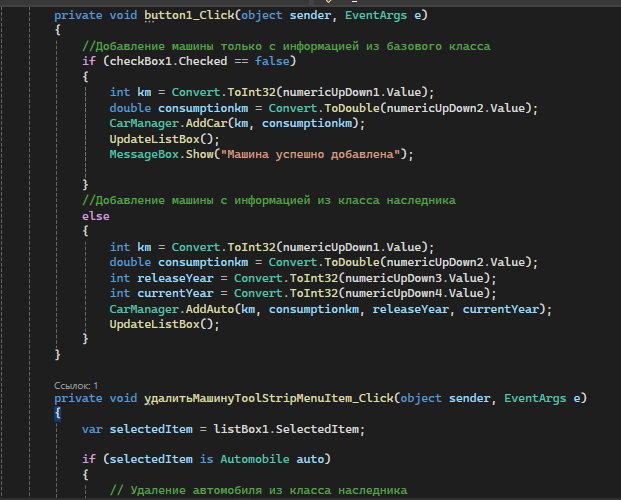 private void button1_Click(object sender, EventArgs e)
{
//Добавление машины только с информацией из базового класса
if (checkBox1.Checked == false)
{
int km = Convert.ToInt32(numericUpDown1.Value);
double consumptionkm = Convert.ToDouble(numericUpDown2.Value);
CarManager.AddCar(km, consumptionkm);
UpdateListBox();
MessageBox.Show("Машина успешно добавлена");
}
//Добавление машины с информацией из класса наследника
else
{
int km = Convert.ToInt32(numericUpDown1.Value);
double consumptionkm = Convert.ToDouble(numericUpDown2.Value);
int releaseYear = Convert.ToInt32(numericUpDown3.Value);
int currentYear = Convert.ToInt32(numericUpDown4.Value);
CarManager.AddAuto(km, consumptionkm, releaseYear, currentYear);
UpdateListBox();
}
}
Ссылок: 1
private void удалитьМашинуToolStripMenuItem_Click(object sender, EventArgs e)
{
var selectedItem = listBox1.SelectedItem;
if (selectedItem is Automobile auto)
{
// Удаление автомобиля из класса наследника